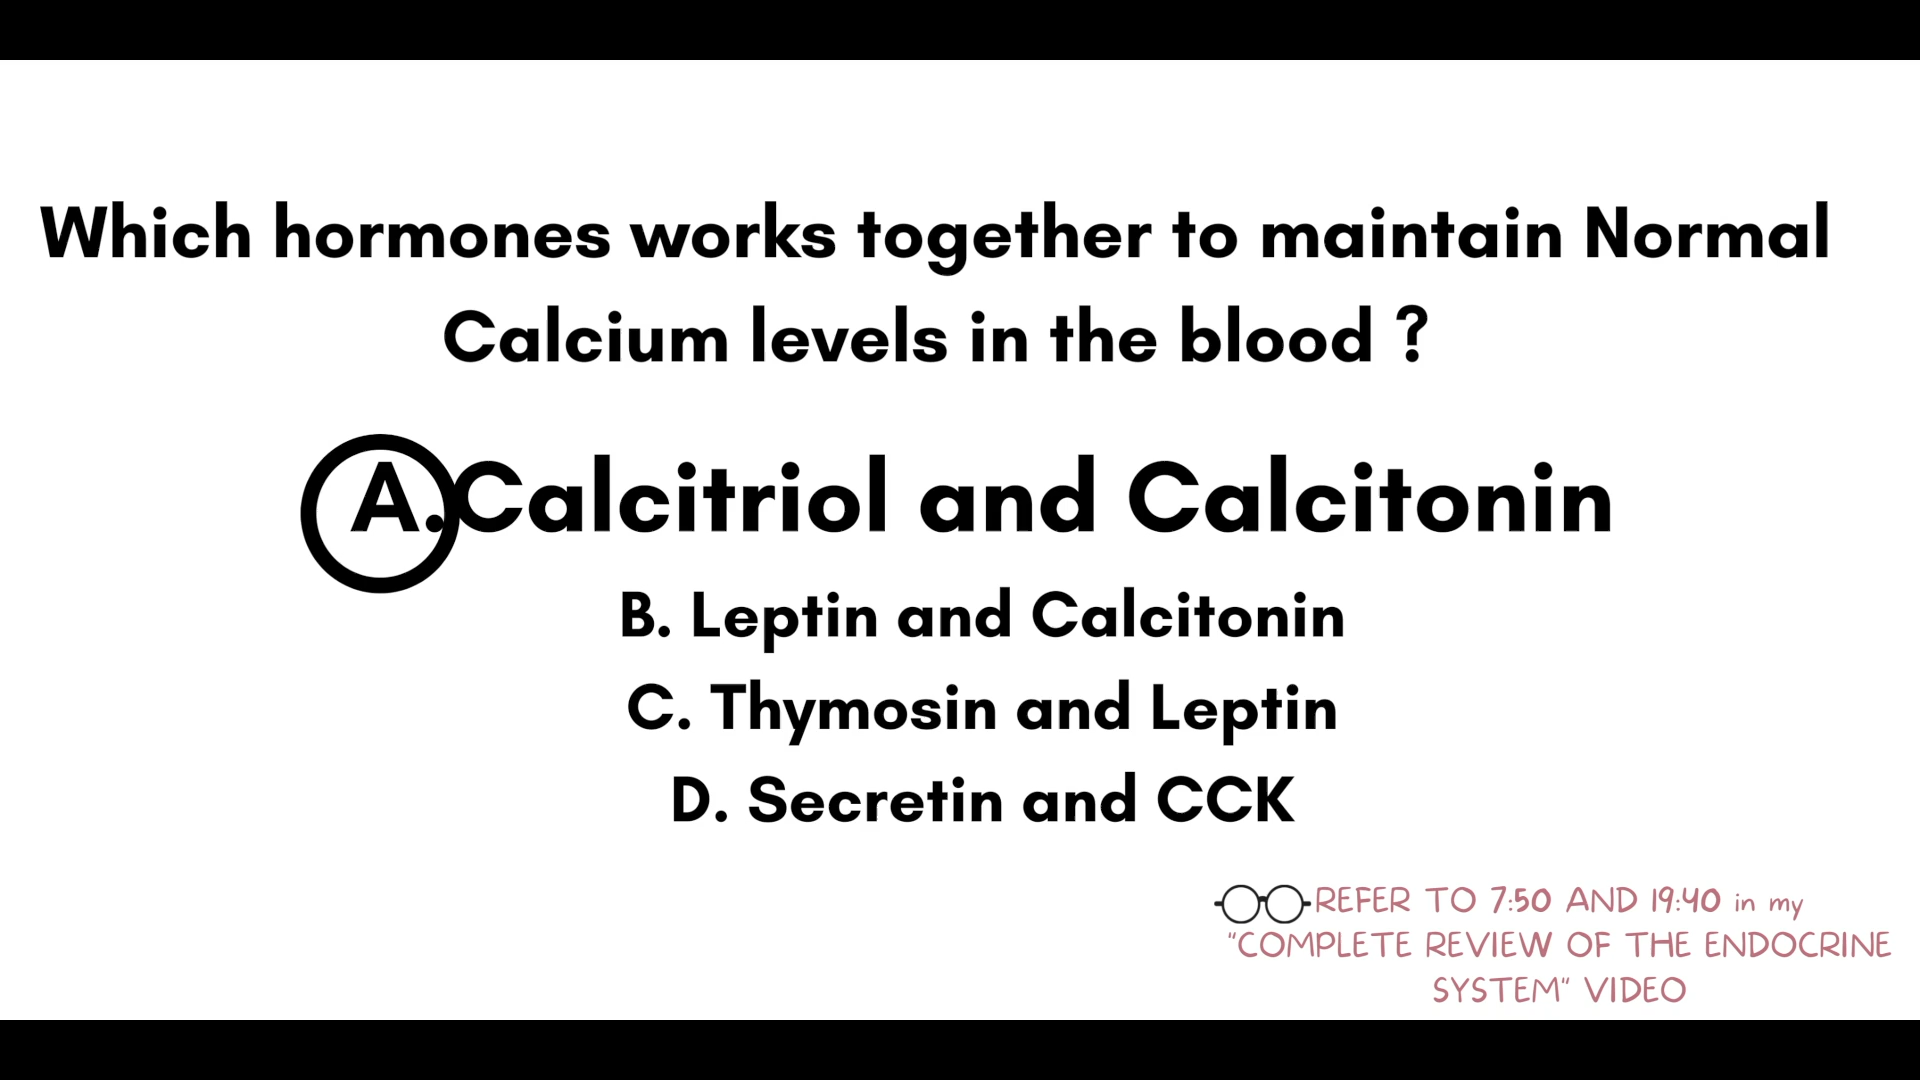 Which hormones works together to maintain Normal
Calcium levels in the blood ?
A.Calcitriol and Calcitonin
B. Leptin and Calcitonin
C. Thymosin and Leptin
D. Secretin and CCK
REFER TO 7:50 AND 19:40 in my
"COMPLETE REVIEW OF THE ENDOCRINE
SYSTEM" VIDEO